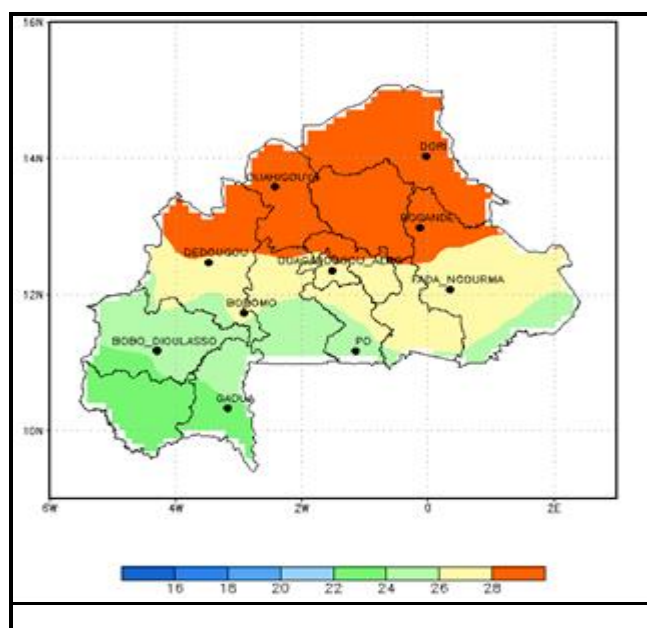 16N
DORI
14N
BOGANDE
DEDOUGOU
FADA_NGOURMA
12N
BOROMO
BOBO_DIOULASSO
PO
GAOUA
10N
6W 4W 2W 0 2E
16 18 20 22 24 26 28